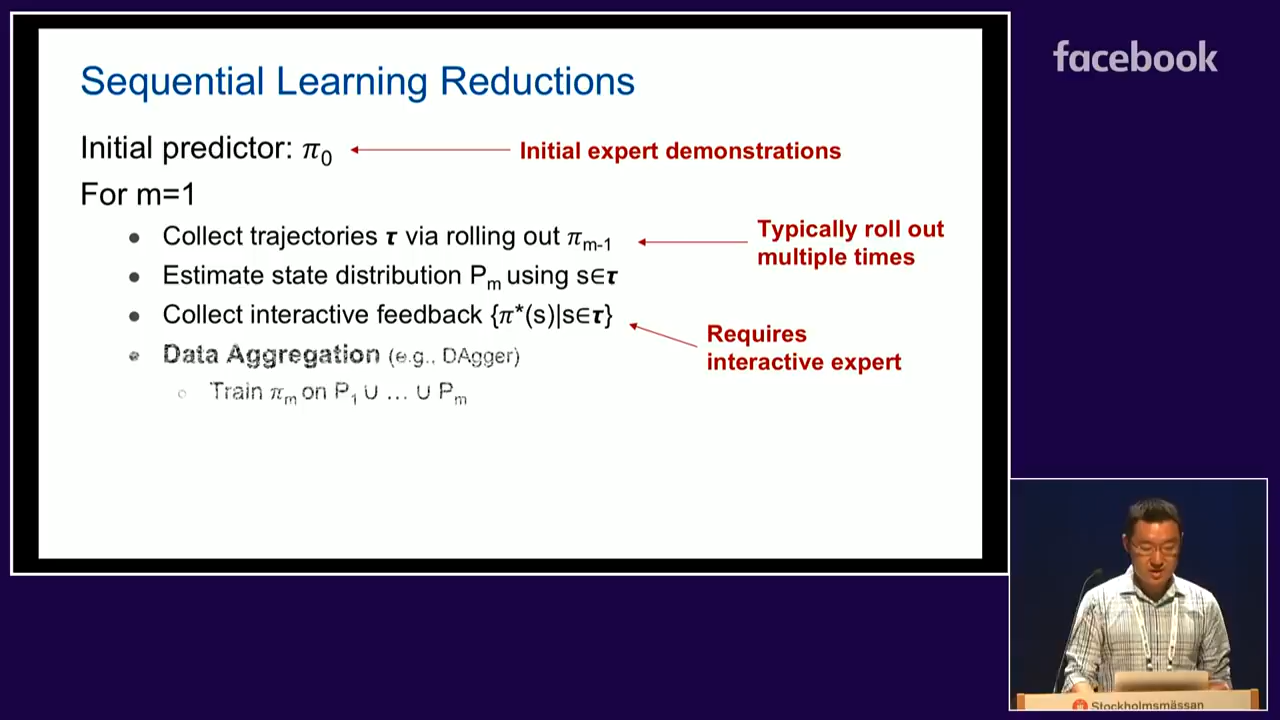 facebook
Sequential Learning Reductions
Initial predictor: π0
Initial expert demonstrations
For m=1
● Collect trajectories τ via rolling out πm-1
Typically roll out
multiple times
● Estimate state distribution Pm using s∈τ
● Collect interactive feedback {π*(s)|s∈τ}
Requires
interactive expert
● Data Aggregation (e.g., DAgger)
○ Train πm on P1 ∪ … ∪ Pm
Stockholmsmässan